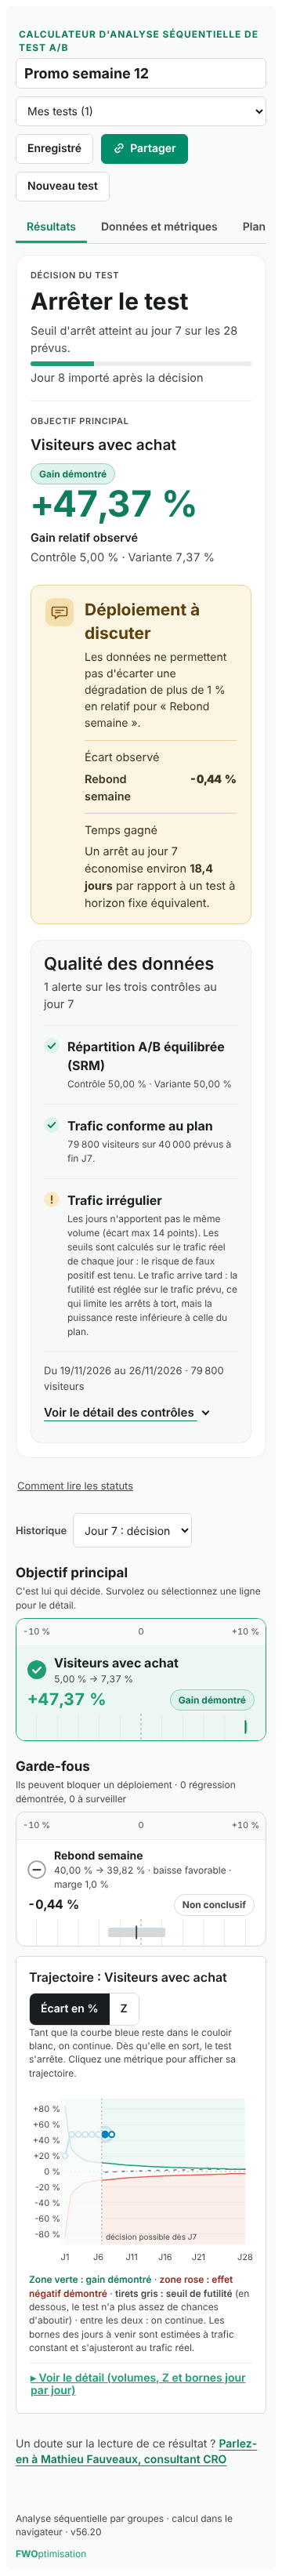 CALCULATEUR D'ANALYSE SÉQUENTIELLE DE
TEST A/B
Promo semaine 12
Mes tests (1)
Enregistré
Partager
Nouveau test
Résultats
Données et métriques
Plan
DÉCISION DU TEST
Arrêter le test
Seuil d'arrêt atteint au jour 7 sur les 28
prévus.
Jour 8 importé après la décision
OBJECTIF PRINCIPAL
Visiteurs avec achat
Gain démontré
+47,37 %
Gain relatif observé
Contrôle 5,00 % · Variante 7,37 %
Déploiement à
discuter
Les données ne permettent
pas d'écarter une
dégradation de plus de 1 %
en relatif pour « Rebond
semaine ».
Écart observé
Rebond
semaine
-0,44 %
Temps gagné
Un arrêt au jour 7
économise environ 18,4
jours par rapport à un test à
horizon fixe équivalent.
Qualité des données
1 alerte sur les trois contrôles au
jour 7
Répartition A/B équilibrée
(SRM)
Contrôle 50,00 % · Variante 50,00 %
Trafic conforme au plan
79 800 visiteurs sur 40 000 prévus à
fin J7.
Trafic irrégulier
Les jours n'apportent pas le même
volume (écart max 14 points). Les
seuils sont calculés sur le trafic réel
de chaque jour : le risque de faux
positif est tenu. Le trafic arrive tard : la
futilité est réglée sur le trafic prévu, ce
qui limite les arrêts à tort, mais la
puissance reste inférieure à celle du
plan.
Du 19/11/2026 au 26/11/2026 · 79 800
visiteurs
Voir le détail des contrôles
Comment lire les statuts
Historique
Jour 7 : décision
Objectif principal
C'est lui qui décide. Survolez ou sélectionnez une ligne
pour le détail.
-10 % 0 +10 %
Visiteurs avec achat
5,00 % → 7,37 %
+47,37 %
Gain démontré
Garde-fous
Ils peuvent bloquer un déploiement · 0 régression
démontrée, 0 à surveiller
-10 % 0 +10 %
Rebond semaine
40,00 % → 39,82 % · baisse favorable ·
marge 1,0 %
-0,44 %
Non conclusif
Trajectoire : Visiteurs avec achat
Écart en %
Z
Tant que la courbe bleue reste dans le couloir
blanc, on continue. Dès qu'elle en sort, le test
s'arrête. Cliquez une métrique pour afficher sa
trajectoire.
+80 %
+60 %
+40 %
+20 %
0 %
-20 %
-40 %
-60 %
-80 %
décision possible dès J7
J1 J6 J11 J16 J21 J28
Zone verte : gain démontré · zone rose : effet
négatif démontré · tirets gris : seuil de futilité (en
dessous, le test n'a plus assez de chances
d'aboutir) · entre les deux : on continue. Les
bornes des jours à venir sont estimées à trafic
constant et s'ajusteront au trafic réel.
▸ Voir le détail (volumes, Z et bornes jour
par jour)
Un doute sur la lecture de ce résultat ? Parlez-
en à Mathieu Fauveaux, consultant CRO
Analyse séquentielle par groupes · calcul dans le
navigateur · v56.20
FWOptimisation